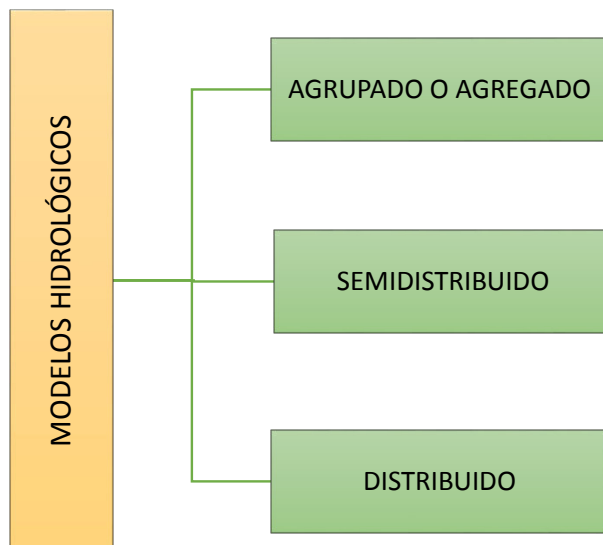 MODELOS HIDROLÓGICOS
AGRUPADO O AGREGADO
SEMIDISTRIBUIDO
DISTRIBUIDO